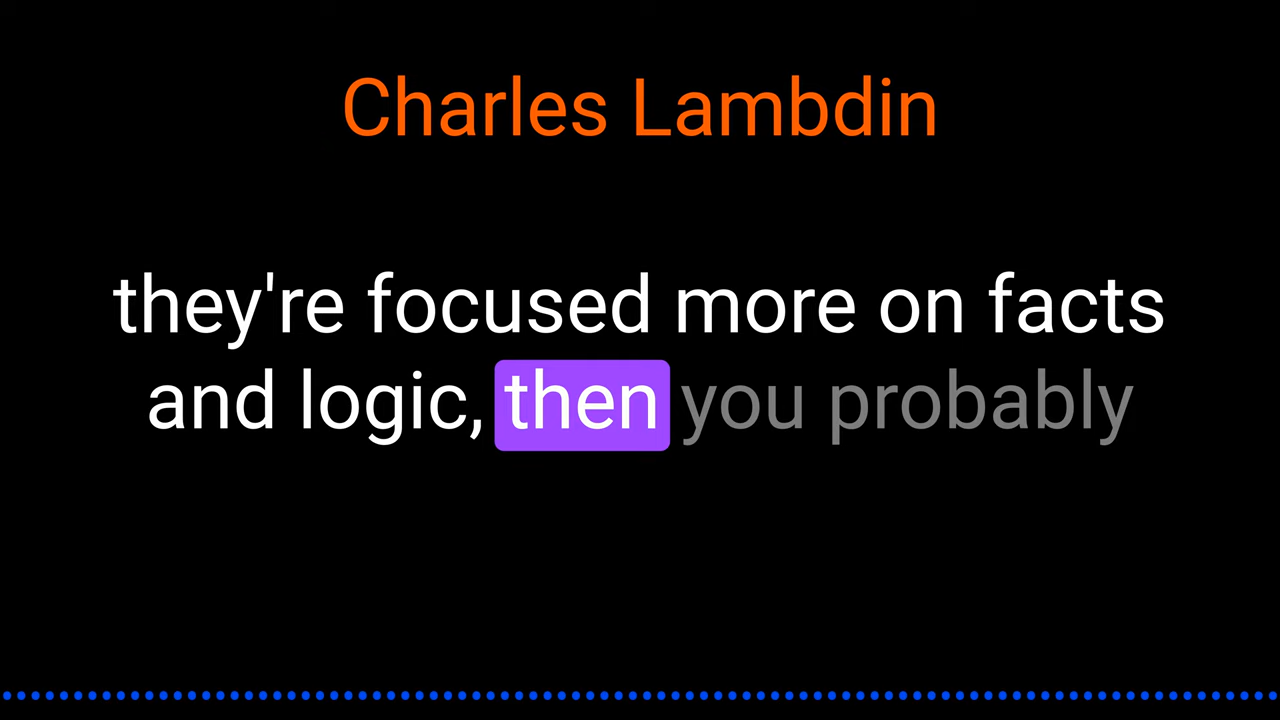 Charles Lambdin
they're focused more on facts
and logic, then you probably